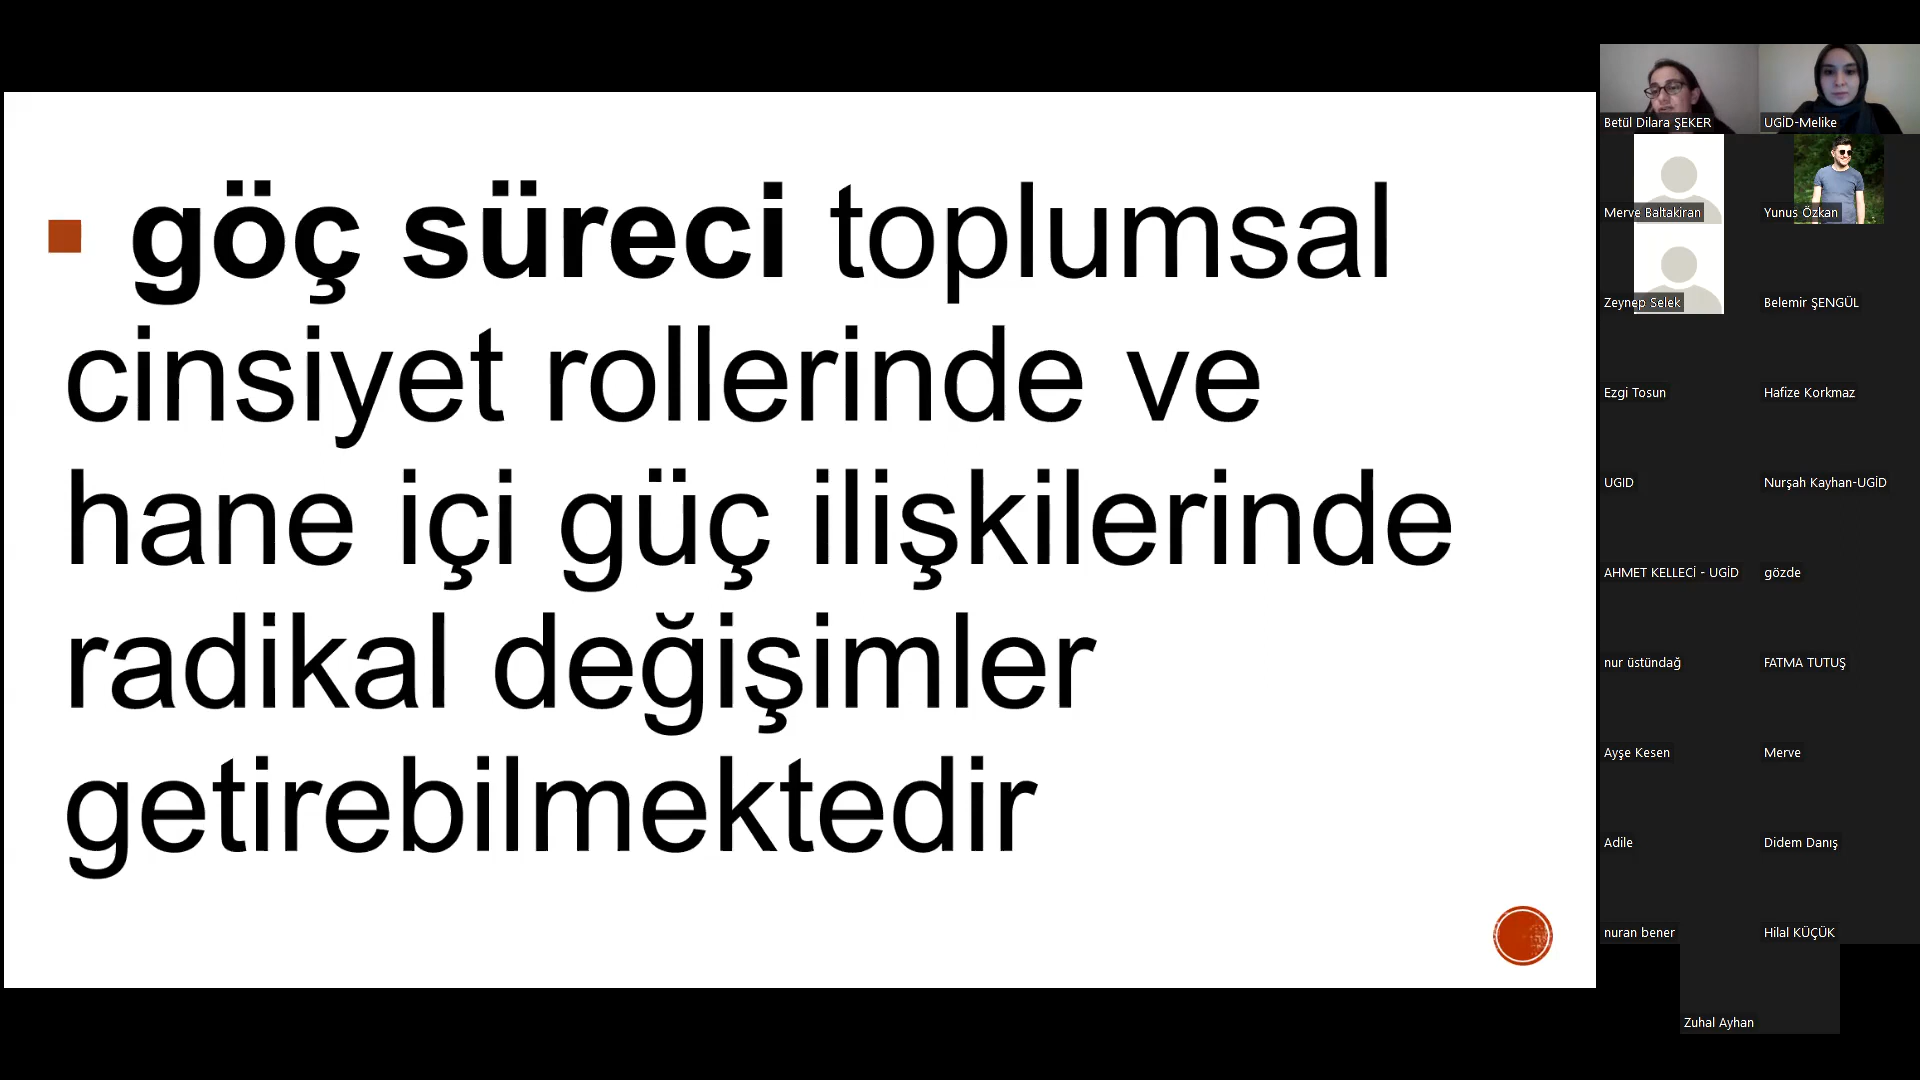 göç süreci toplumsal
cinsiyet rollerinde ve
hane içi güç ilişkilerinde
radikal değişimler
getirebilmektedir
Betül Dilara ŞEKER
UGİD-Melike
Merve Baltakiran
Yunus Özkan
Zeynep Selek
Belemir ŞENGÜL
Ezgi Tosun
Hafize Korkmaz
UGID
Nurşah Kayhan-UGİD
AHMET KELLECİ - UGİD
gözde
nur üstündağ
FATMA TUTUŞ
Ayşe Kesen
Merve
Adile
Didem Danış
nuran bener
Hilal KÜÇÜK
Zuhal Ayhan